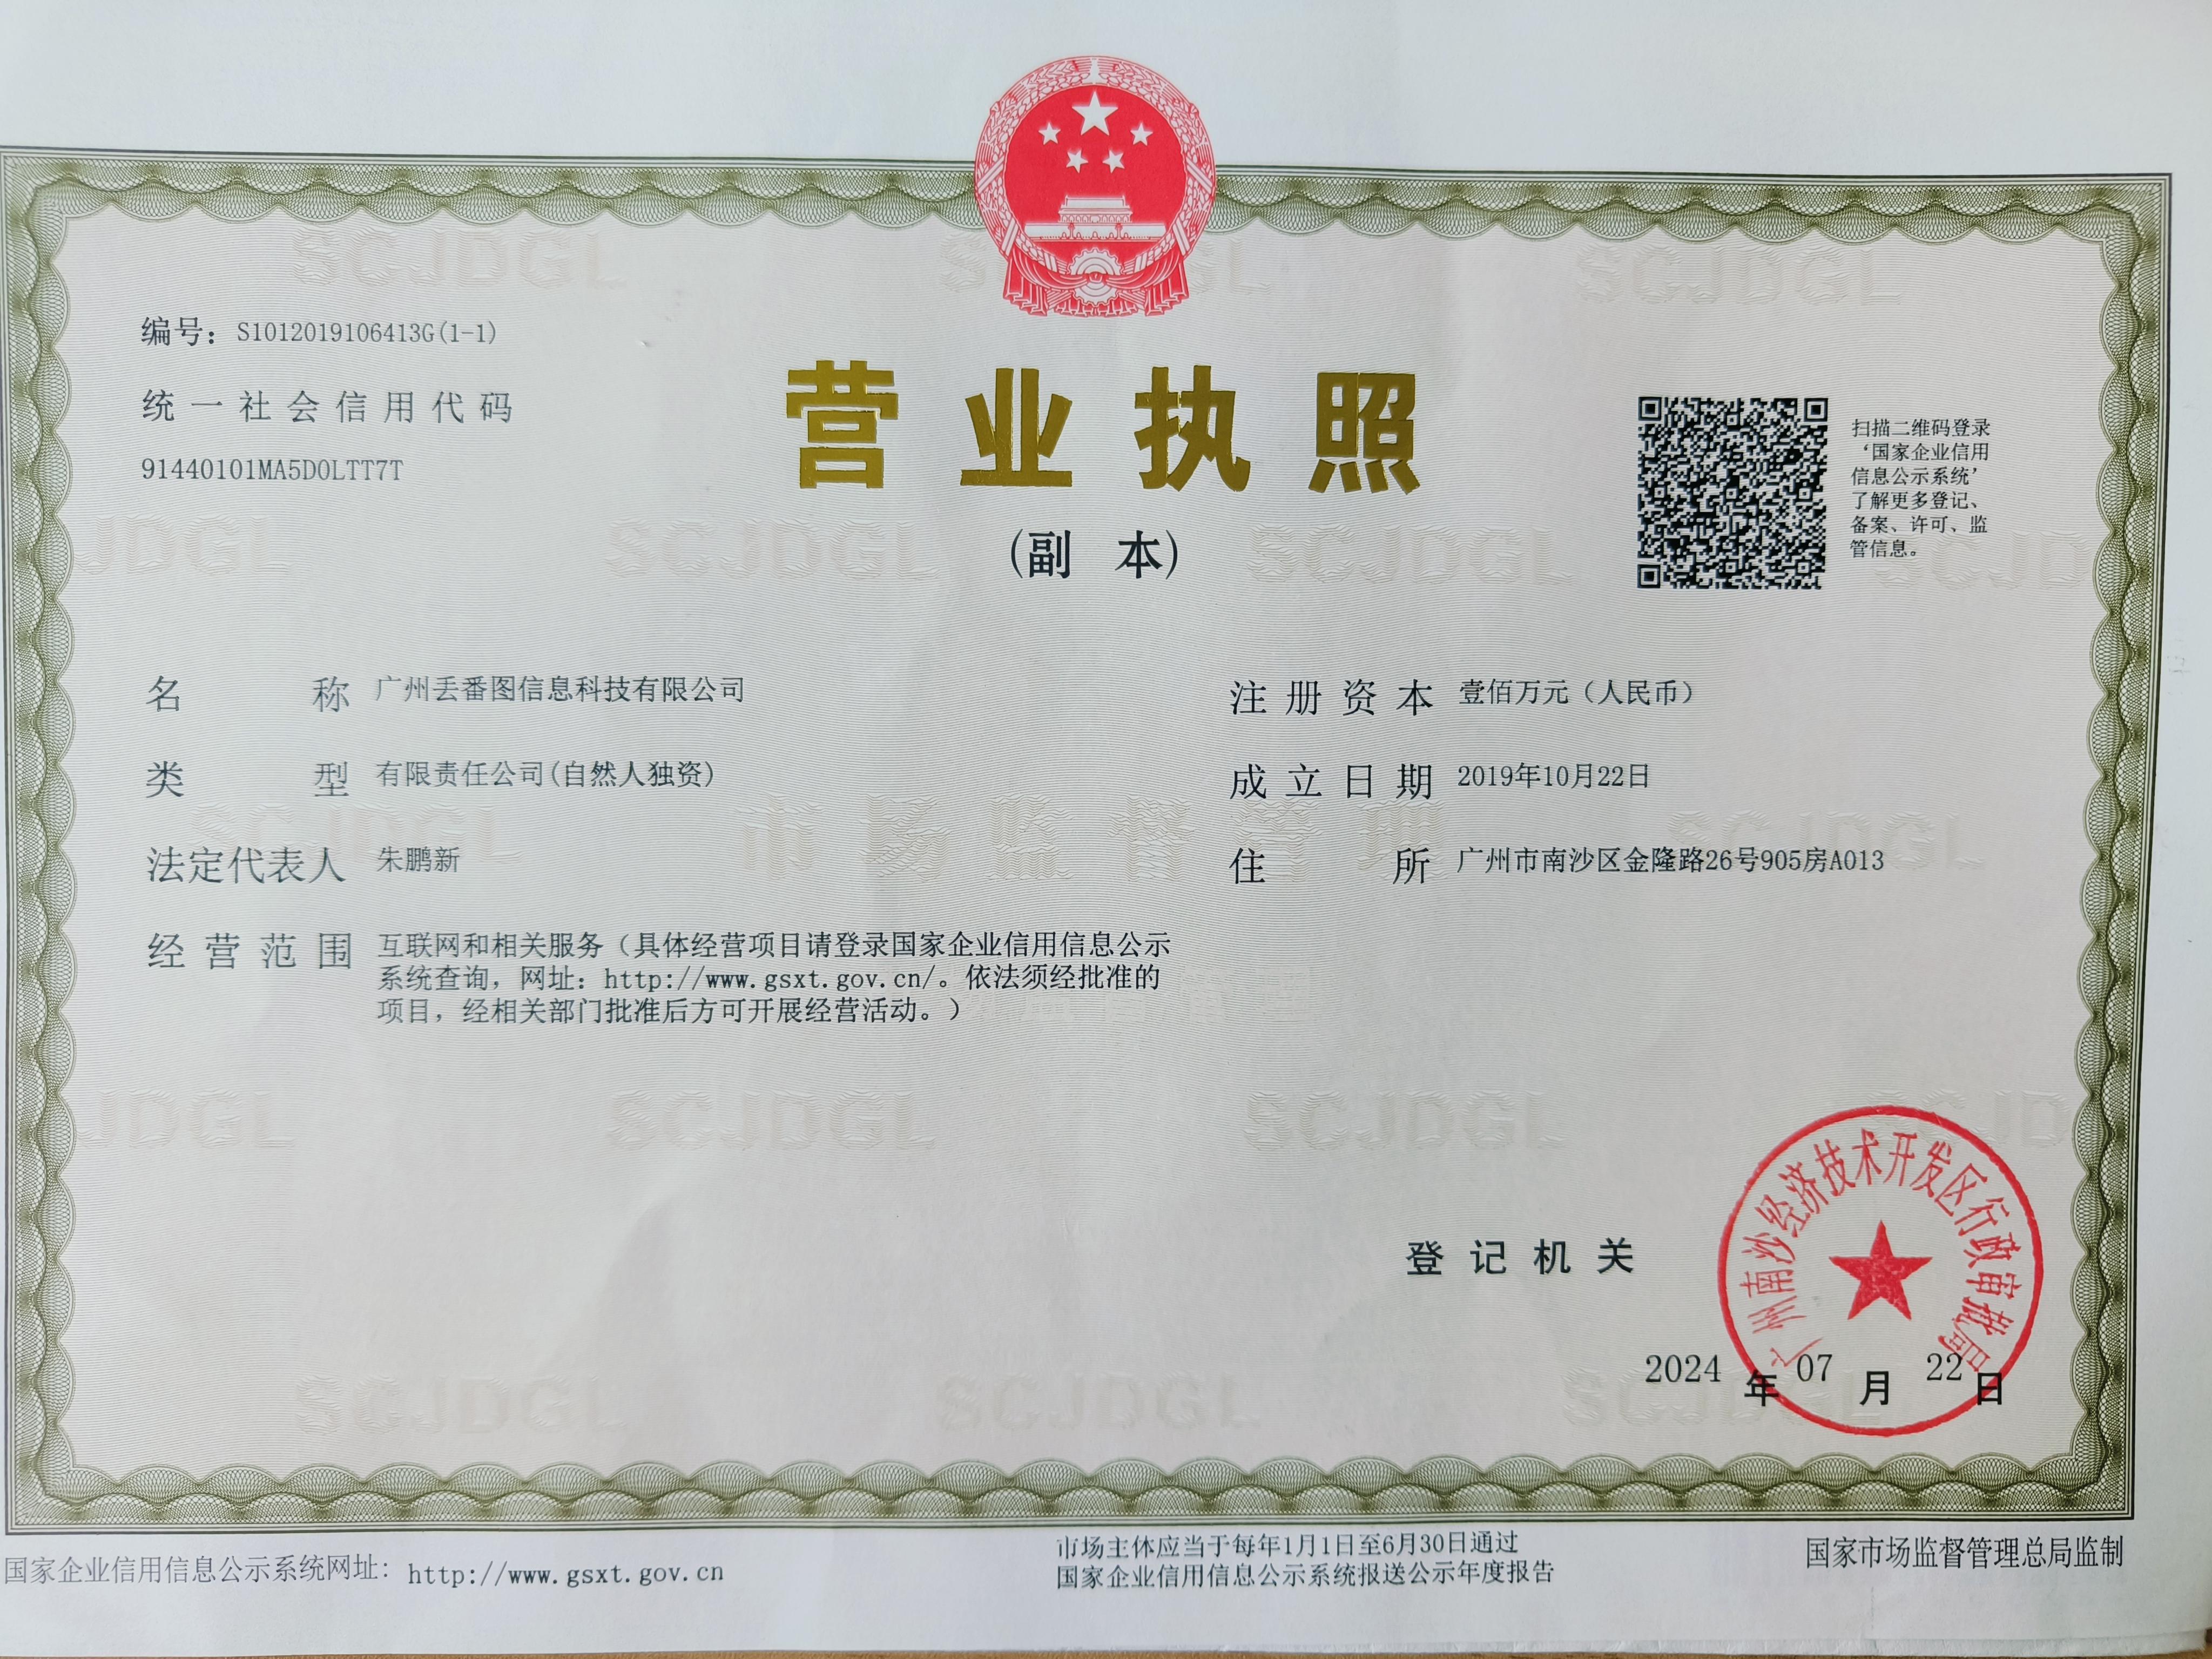 编号：S1012019106413G(1-1)
统一社会信用代码
91440101MA5D0LTT7T
营业执照
(副 本)
扫描二维码登录
‘国家企业信用
信息公示系统’
了解更多登记、
备案、许可、监
管信息。
名 称 广州丢番图信息科技有限公司
类 型 有限责任公司(自然人独资)
法定代表人 朱鹏新
经营范围 互联网和相关服务（具体经营项目请登录国家企业信用信息公示
系统查询，网址：http://www.gsxt.gov.cn/。依法须经批准的
项目，经相关部门批准后方可开展经营活动。）
注册资本 壹佰万元（人民币）
成立日期 2019年10月22日
住 所 广州市南沙区金隆路26号905房A013
登记机关
广州南沙经济技术开发区行政审批局
2024 年 07 月 22 日
国家企业信用信息公示系统网址：http://www.gsxt.gov.cn
市场主体应当于每年1月1日至6月30日通过
国家企业信用信息公示系统报送公示年度报告
国家市场监督管理总局监制
SCJDGL
市场监督管理